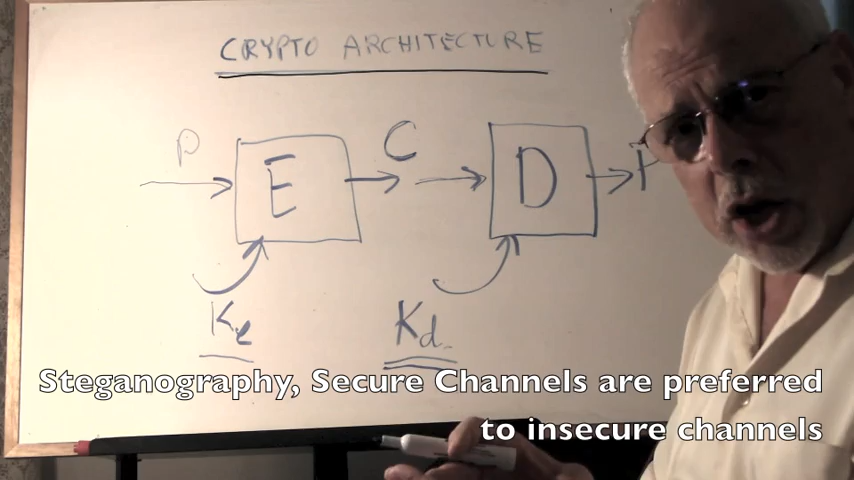 CRYPTO ARCHITECTURE
P E C D P
Ke Kd
Steganography, Secure Channels are preferred
to insecure channels